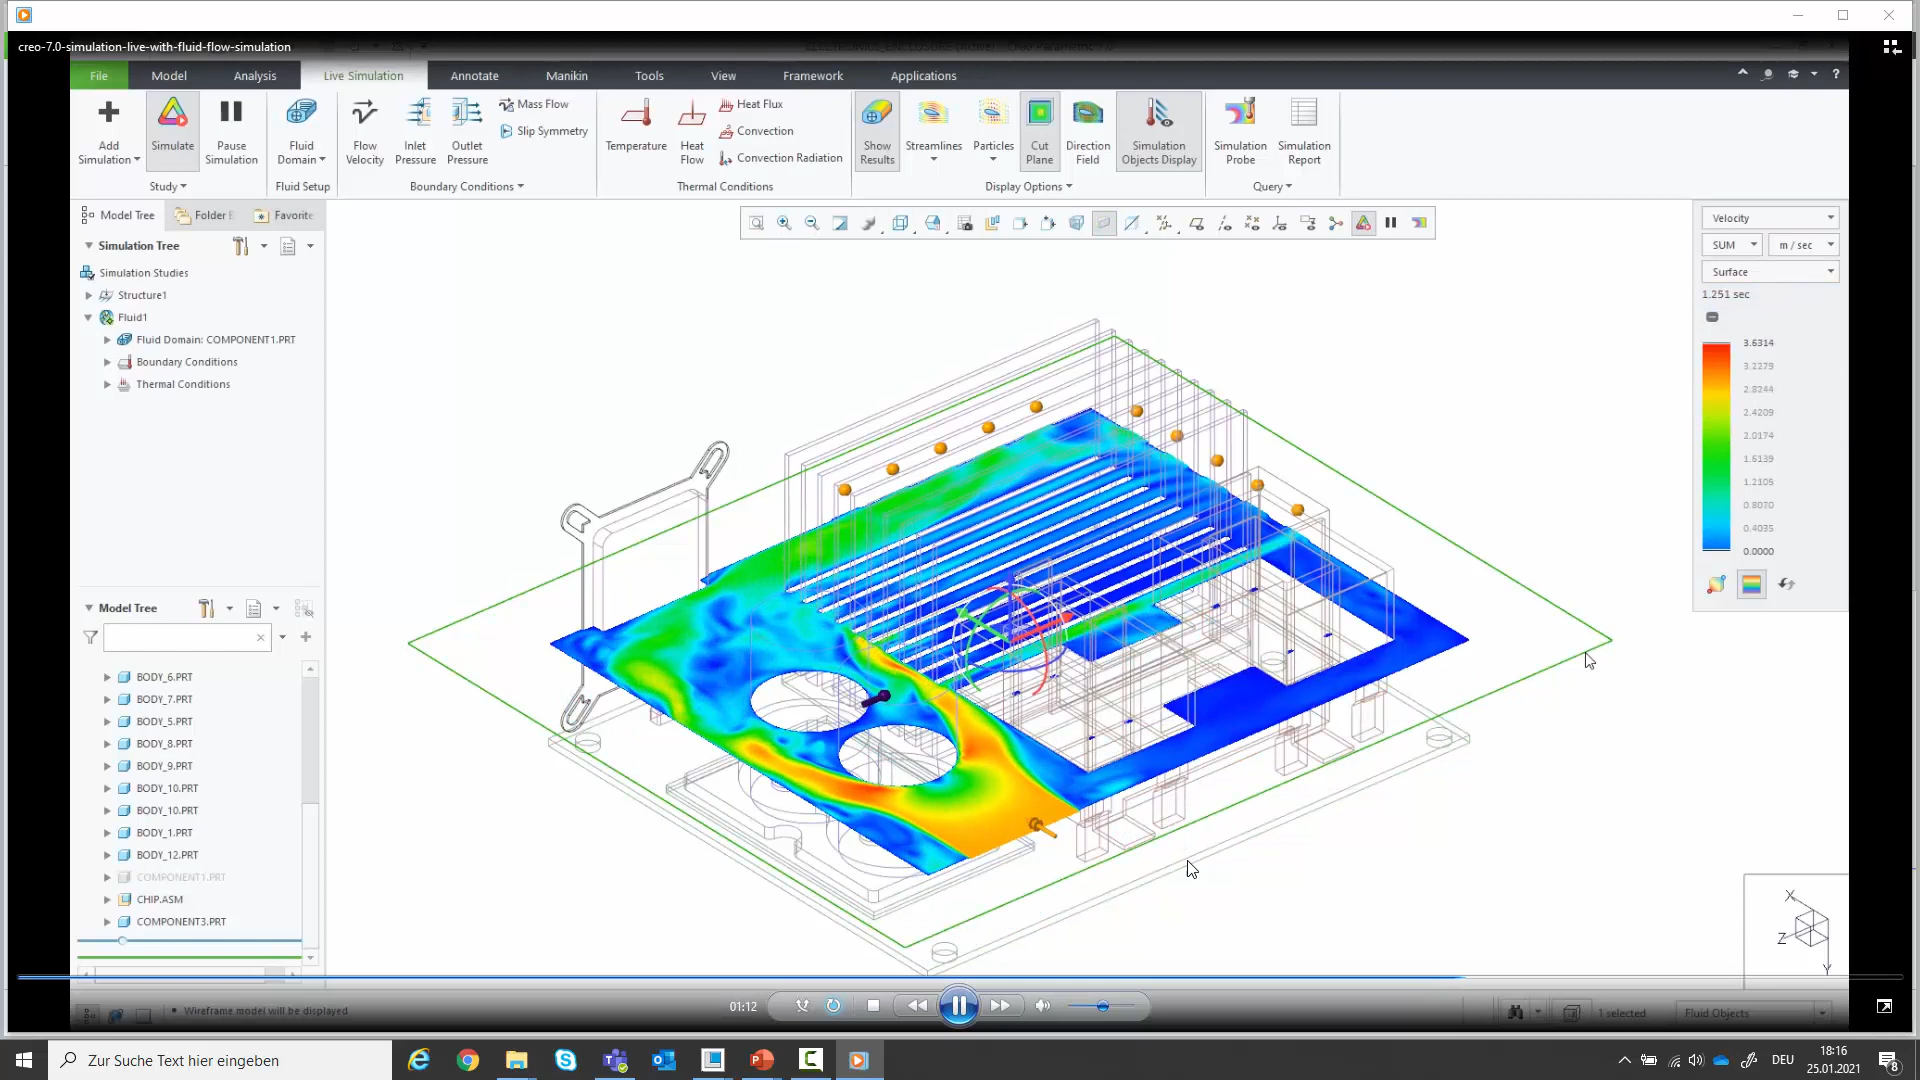 creo-7.0-simulation-live-with-fluid-flow-simulation
File Model Analysis Live Simulation Annotate Manikin Tools View Framework Applications
Add Simulation
Simulate
Pause Simulation
Fluid Domain
Flow Velocity
Inlet Pressure
Outlet Pressure
Mass Flow
Slip Symmetry
Temperature
Heat Flow
Heat Flux
Convection
Convection Radiation
Show Results
Streamlines
Particles
Cut Plane
Direction Field
Simulation Objects Display
Simulation Probe
Simulation Report
Study Fluid Setup Boundary Conditions Thermal Conditions Display Options Query
Model Tree Folder Favorite
Simulation Tree
Simulation Studies
Structure1
Fluid1
Fluid Domain: COMPONENT1.PRT
Boundary Conditions
Thermal Conditions
Model Tree
BODY_6.PRT
BODY_7.PRT
BODY_5.PRT
BODY_8.PRT
BODY_9.PRT
BODY_10.PRT
BODY_10.PRT
BODY_1.PRT
BODY_12.PRT
COMPONENT1.PRT
CHIP.ASM
COMPONENT3.PRT
Velocity
SUM m / sec
Surface
1.251 sec
3.6314
3.2279
2.8244
2.4209
2.0174
1.5139
1.2105
0.8070
0.4035
0.0000
X
Z
Y
01:12
Wireframe model will be displayed
1 selected
Fluid Objects
Zur Suche Text hier eingeben
DEU
18:16
25.01.2021
8